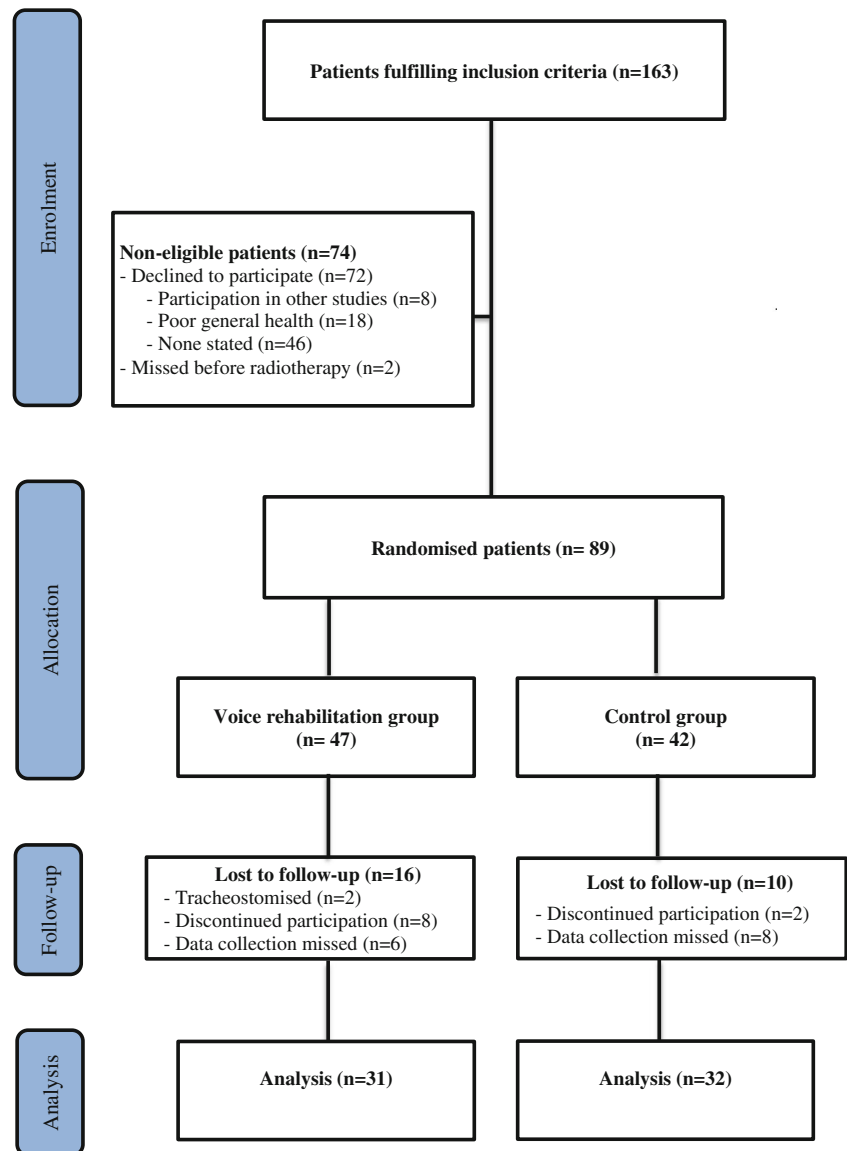 Enrolment
Patients fulfilling inclusion criteria (n=163)
Non-eligible patients (n=74)
- Declined to participate (n=72)
- Participation in other studies (n=8)
- Poor general health (n=18)
- None stated (n=46)
- Missed before radiotherapy (n=2)
Allocation
Randomised patients (n= 89)
Voice rehabilitation group
(n= 47)
Control group
(n= 42)
Follow-up
Lost to follow-up (n=16)
- Tracheostomised (n=2)
- Discontinued participation (n=8)
- Data collection missed (n=6)
Lost to follow-up (n=10)
- Discontinued participation (n=2)
- Data collection missed (n=8)
Analysis
Analysis (n=31)
Analysis (n=32)